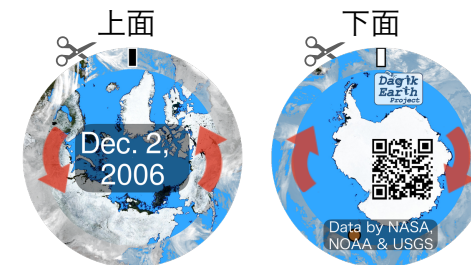 上面
下面
Dec. 2,
2006
Dagik
Earth
Project
Data by NASA,
NOAA & USGS